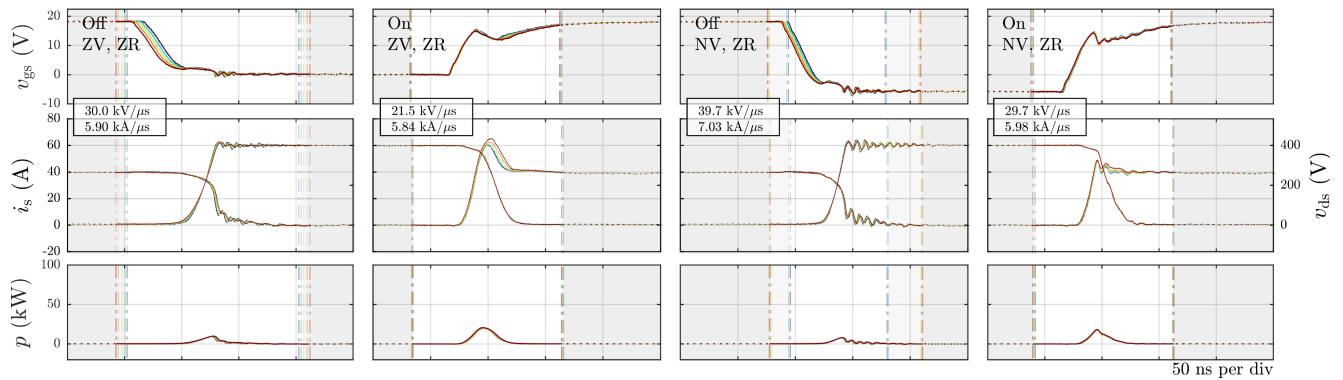 20
10
0
-10
v_gs (V)
Off
ZV, ZR
On
ZV, ZR
Off
NV, ZR
On
NV, ZR
30.0 kV/µs
5.90 kA/µs
21.5 kV/µs
5.84 kA/µs
39.7 kV/µs
7.03 kA/µs
29.7 kV/µs
5.98 kA/µs
80
60
40
20
0
-20
i_s (A)
400
200
0
v_ds (V)
100
50
0
p (kW)
50 ns per div